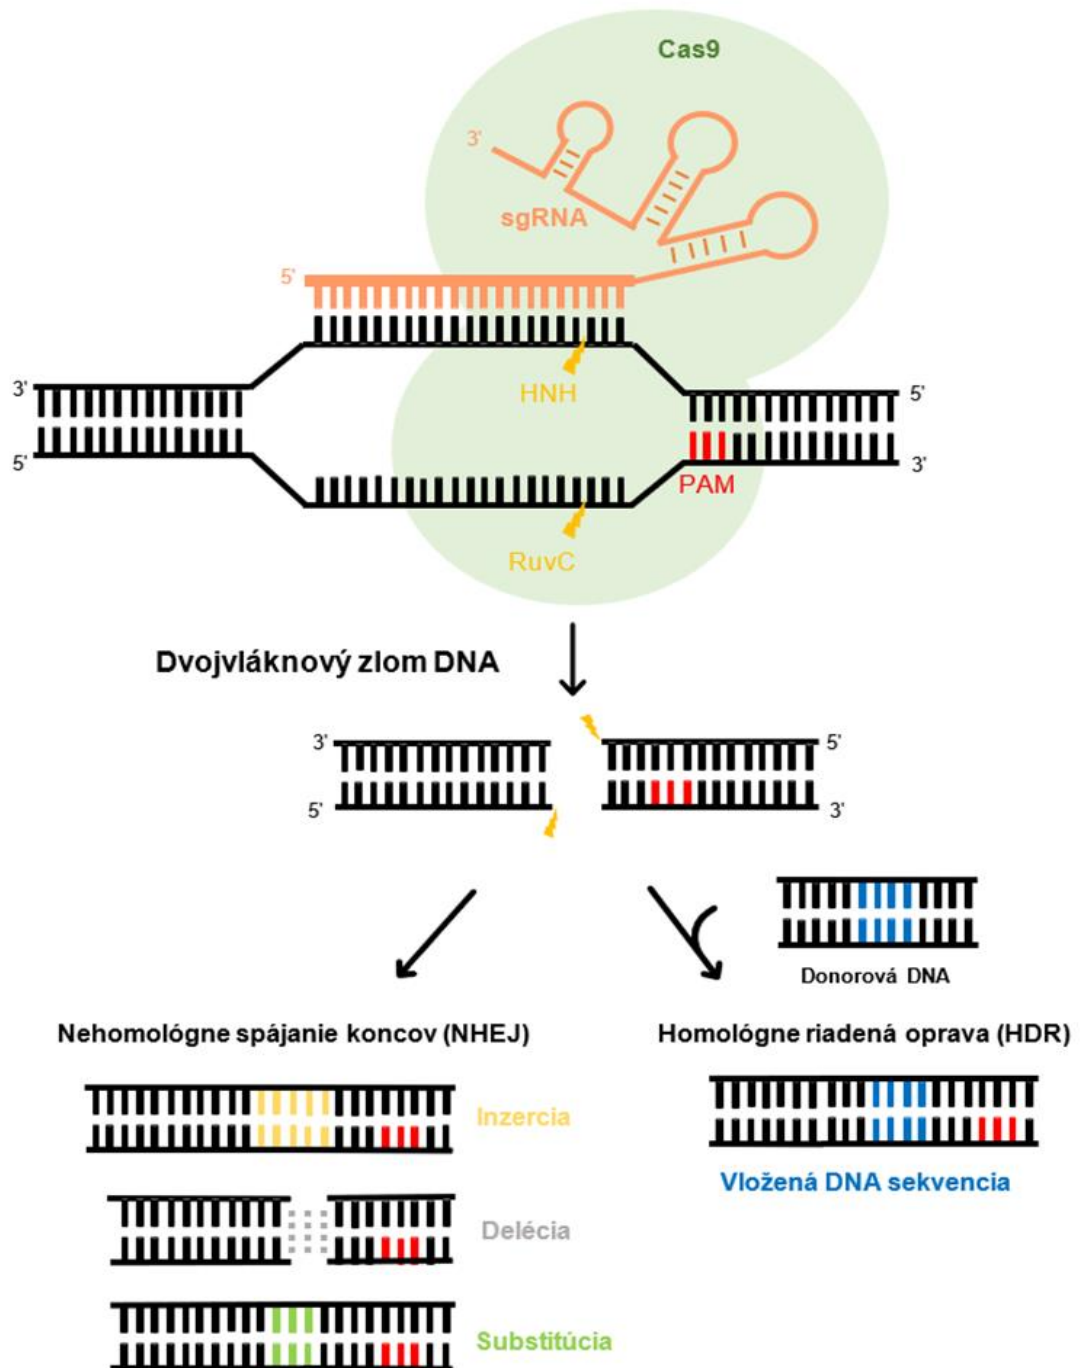 Cas9
3'
sgRNA
5'
HNH
3'
5'
5'
3'
PAM
RuvC
Dvojvláknový zlom DNA
3'
5'
5'
3'
Donorová DNA
Nehomológne spájanie koncov (NHEJ)
Homológne riadená oprava (HDR)
Inzercia
Vložená DNA sekvencia
Delécia
Substitúcia